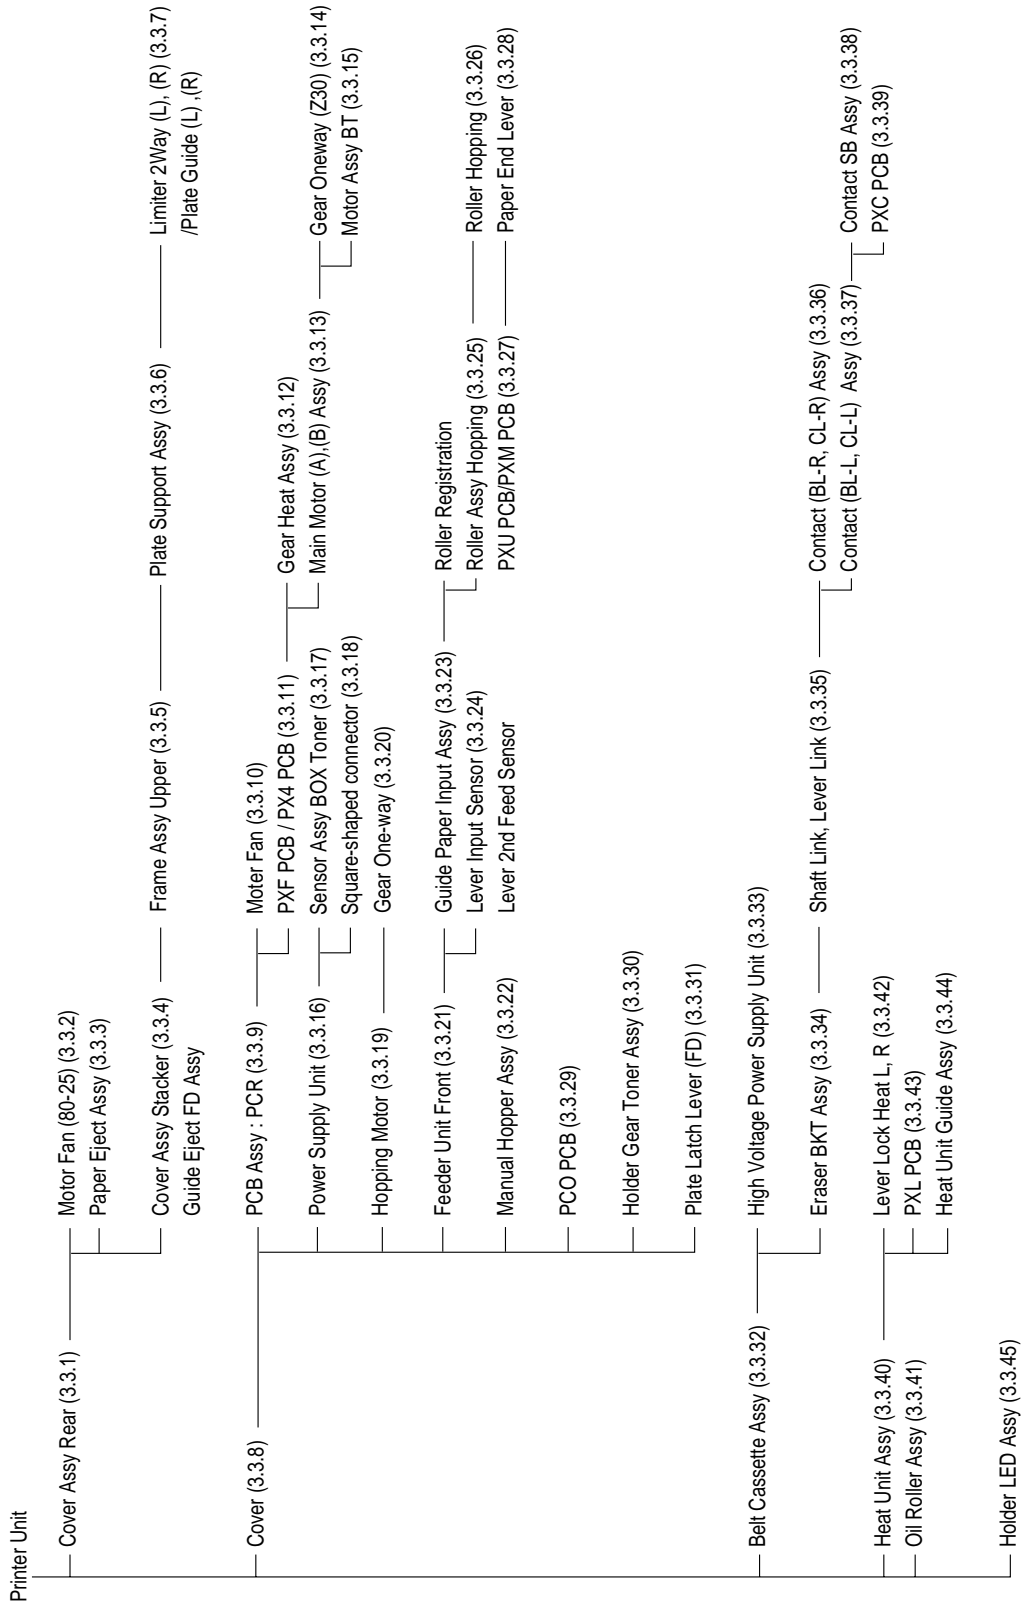 Printer Unit
Cover Assy Rear (3.3.1)
Motor Fan (80-25) (3.3.2)
Paper Eject Assy (3.3.3)
Cover Assy Stacker (3.3.4)
Guide Eject FD Assy
Frame Assy Upper (3.3.5)
Plate Support Assy (3.3.6)
Limiter 2Way (L), (R) (3.3.7)
/Plate Guide (L) ,(R)
Cover (3.3.8)
PCB Assy : PCR (3.3.9)
Moter Fan (3.3.10)
PXF PCB / PX4 PCB (3.3.11)
Gear Heat Assy (3.3.12)
Main Motor (A),(B) Assy (3.3.13)
Gear Oneway (Z30) (3.3.14)
Motor Assy BT (3.3.15)
Power Supply Unit (3.3.16)
Sensor Assy BOX Toner (3.3.17)
Square-shaped connector (3.3.18)
Hopping Motor (3.3.19)
Gear One-way (3.3.20)
Feeder Unit Front (3.3.21)
Guide Paper Input Assy (3.3.23)
Lever Input Sensor (3.3.24)
Lever 2nd Feed Sensor
Roller Registration
Roller Assy Hopping (3.3.25)
Roller Hopping (3.3.26)
PXU PCB/PXM PCB (3.3.27)
Paper End Lever (3.3.28)
Manual Hopper Assy (3.3.22)
PCO PCB (3.3.29)
Holder Gear Toner Assy (3.3.30)
Plate Latch Lever (FD) (3.3.31)
Belt Cassette Assy (3.3.32)
High Voltage Power Supply Unit (3.3.33)
Eraser BKT Assy (3.3.34)
Shaft Link, Lever Link (3.3.35)
Contact (BL-R, CL-R) Assy (3.3.36)
Contact (BL-L, CL-L) Assy (3.3.37)
Contact SB Assy (3.3.38)
PXC PCB (3.3.39)
Heat Unit Assy (3.3.40)
Oil Roller Assy (3.3.41)
Lever Lock Heat L, R (3.3.42)
PXL PCB (3.3.43)
Heat Unit Guide Assy (3.3.44)
Holder LED Assy (3.3.45)